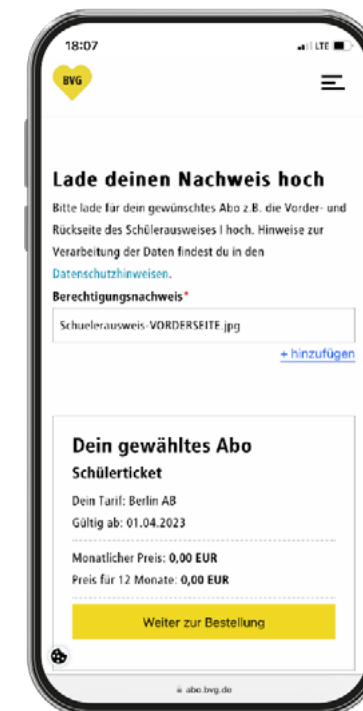 18:07
LTE
BVG
Lade deinen Nachweis hoch
Bitte lade für dein gewünschtes Abo z.B. die Vorder- und
Rückseite des Schülerausweises I hoch. Hinweise zur
Verarbeitung der Daten findest du in den
Datenschutzhinweisen.
Berechtigungsnachweis*
Schuelerausweis-VORDERSEITE.jpg
+ hinzufügen
Dein gewähltes Abo
Schülerticket
Dein Tarif: Berlin AB
Gültig ab: 01.04.2023
Monatlicher Preis: 0,00 EUR
Preis für 12 Monate: 0,00 EUR
Weiter zur Bestellung
abo.bvg.de